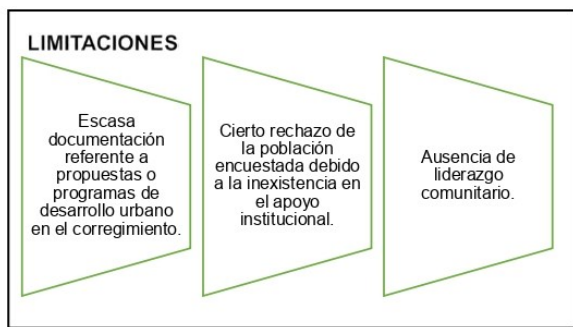 LIMITACIONES
Escasa
documentación
referente a
propuestas o
programas de
desarrollo urbano
en el corregimiento.
Cierto rechazo de
la población
encuestada debido
a la inexistencia en
el apoyo
institucional.
Ausencia de
liderazgo
comunitario.